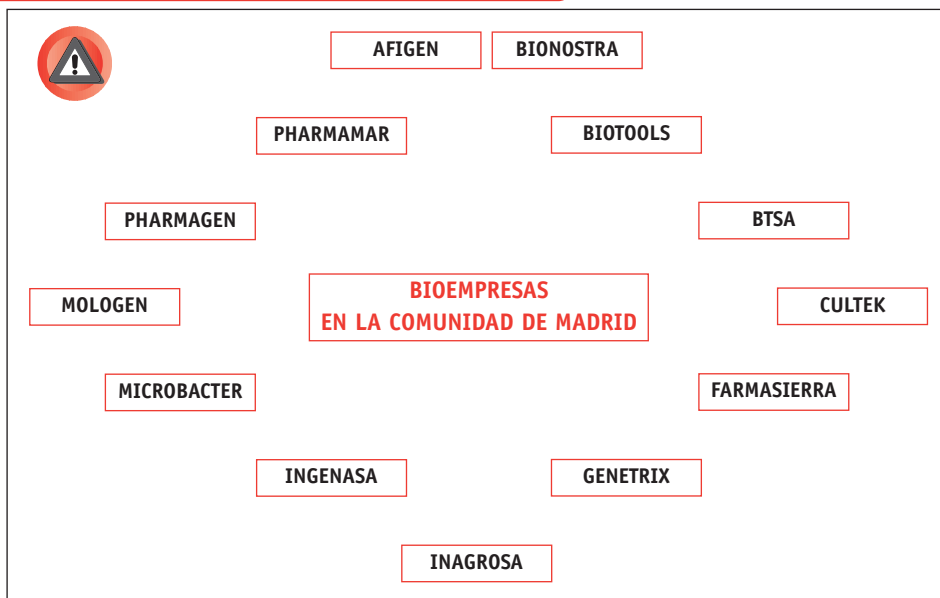 AFIGEN
BIONOSTRA
PHARMAMAR
BIOTOOLS
PHARMAGEN
BTSA
MOLOGEN
BIOEMPRESAS
EN LA COMUNIDAD DE MADRID
CULTEK
MICROBACTER
FARMASIERRA
INGENASA
GENETRIX
INAGROSA